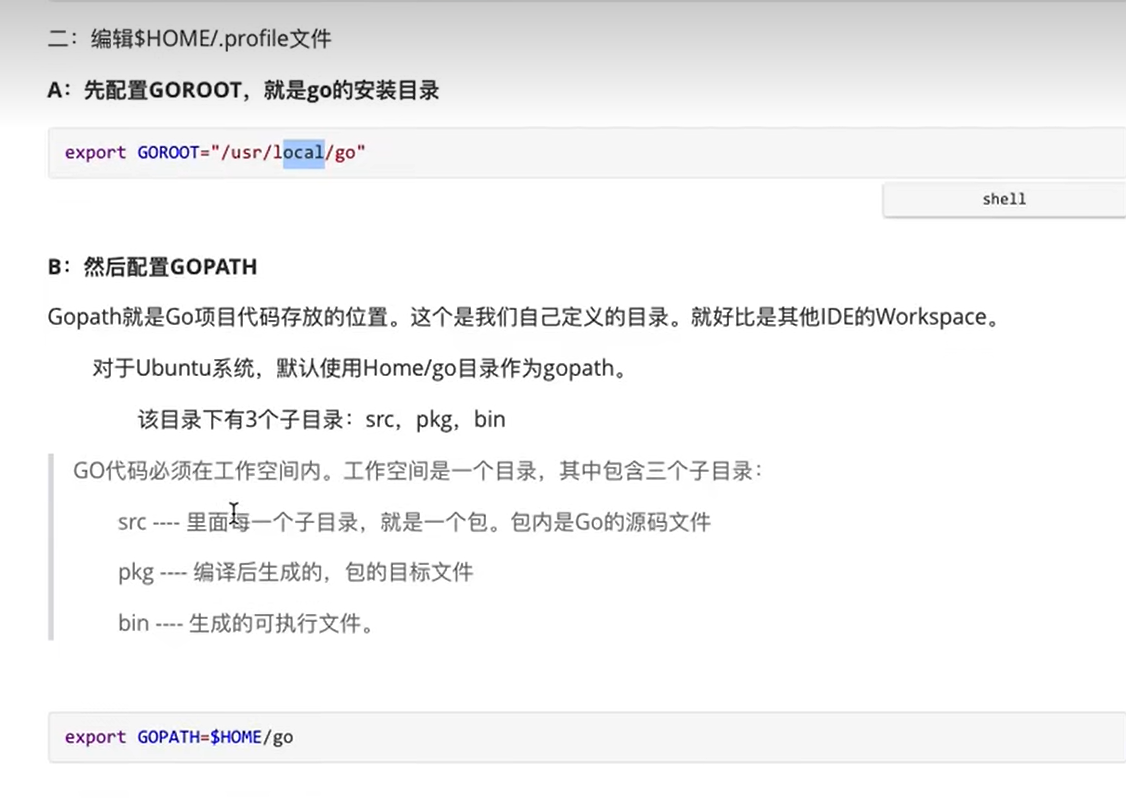 二：编辑$HOME/.profile文件
A：先配置GOROOT，就是go的安装目录
export GOROOT="/usr/local/go"
shell
B：然后配置GOPATH
Gopath就是Go项目代码存放的位置。这个是我们自己定义的目录。就好比是其他IDE的Workspace。
对于Ubuntu系统，默认使用Home/go目录作为gopath。
该目录下有3个子目录：src，pkg，bin
GO代码必须在工作空间内。工作空间是一个目录，其中包含三个子目录：
src ---- 里面每一个子目录，就是一个包。包内是Go的源码文件
pkg ---- 编译后生成的，包的目标文件
bin ---- 生成的可执行文件。
export GOPATH=$HOME/go